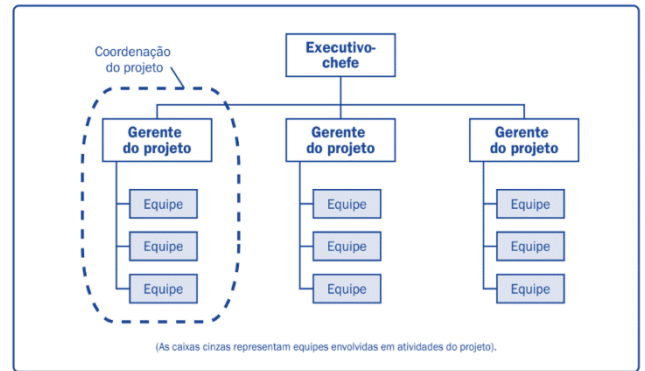 Coordenação
do projeto
Executivo-
chefe
Gerente
do projeto
Gerente
do projeto
Gerente
do projeto
Equipe
Equipe
Equipe
Equipe
Equipe
Equipe
Equipe
Equipe
Equipe
(As caixas cinzas representam equipes envolvidas em atividades do projeto).